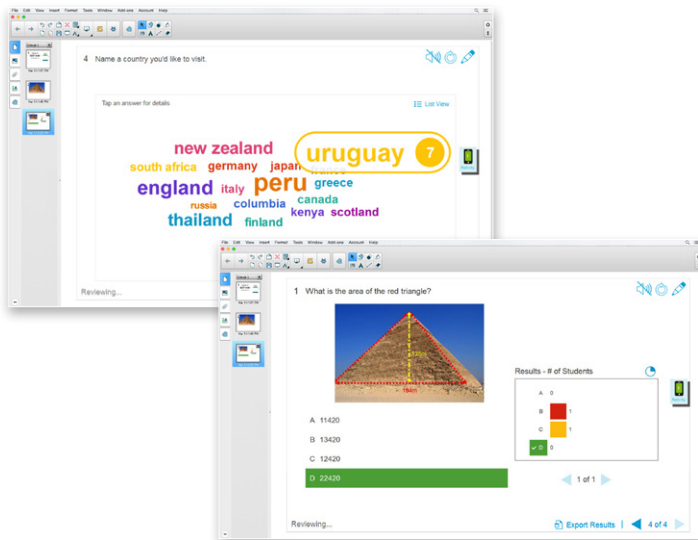 File Edit View Insert Format Tools Window Add-ons Account Help
4 Name a country you'd like to visit.
Tap an answer for details
List View
new zealand
uruguay 7
south africa germany japan
england italy peru greece
russia columbia canada
kenya scotland
thailand finland
Reviewing...
File Edit View Insert Format Tools Window Add-ons Account Help
1 What is the area of the red triangle?
Results - # of Students
A 0
B 1
C 1
D 0
A 11420
B 13420
C 12420
D 22420
1 of 1
Reviewing...
Export Results
4 of 4